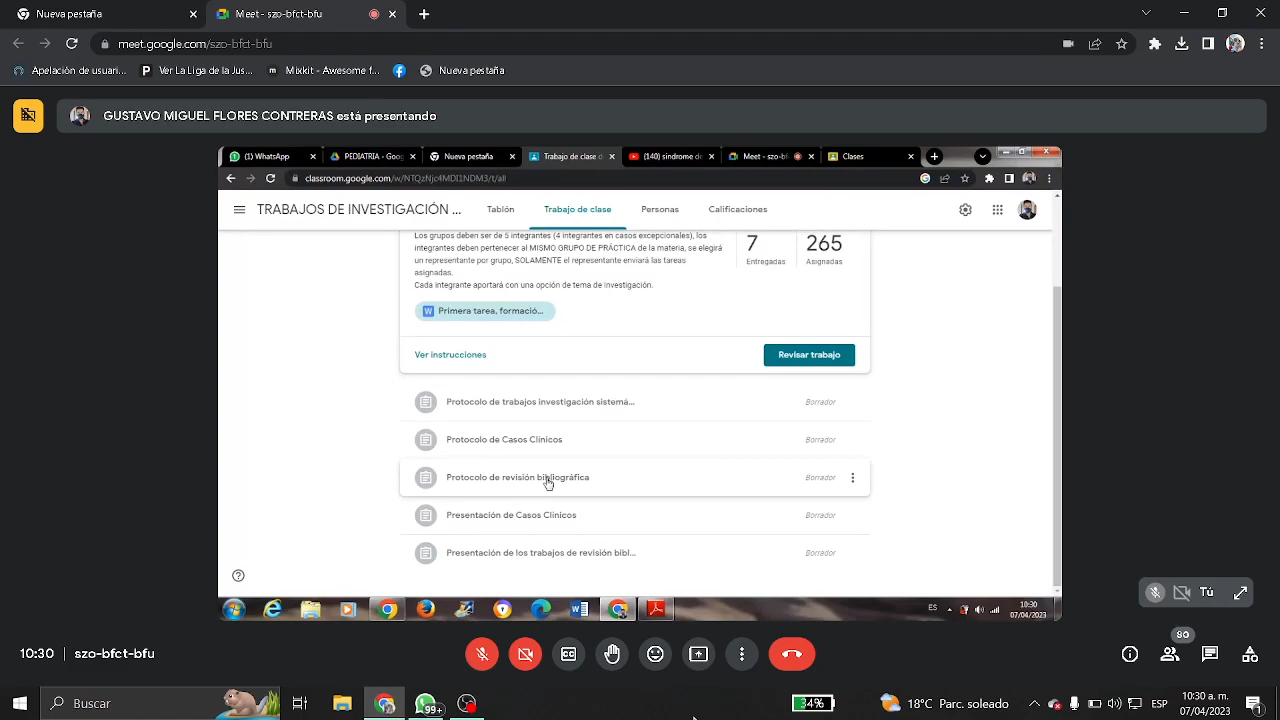 Nueva pestaña
Meet - szo-bfct-bfu
meet.google.com/szo-bfct-bfu
Apelación de usuari...
Ver La Liga de la Jus...
Mixkit - Awesome f...
Nueva pestaña
GUSTAVO MIGUEL FLORES CONTRERAS está presentando
(1) WhatsApp
PEDIATRIA - Goog
Nueva pestaña
Trabajo de clase
(140) síndrome de
Meet - szo-bf
Clases
classroom.google.com/w/NTQzNjc4MDI1NDM3/t/all
TRABAJOS DE INVESTIGACIÓN ...
Tablón
Trabajo de clase
Personas
Calificaciones
Los grupos deben ser de 5 integrantes (4 integrantes en casos excepcionales), los
integrantes deben pertenecer al MISMO GRUPO DE PRÁCTICA de la materia, se elegirá
un representante por grupo, SOLAMENTE el representante enviará las tareas
asignadas.
Cada integrante aportará con una opción de tema de investigación.
7
Entregadas
265
Asignadas
Primera tarea, formació...
Ver instrucciones
Revisar trabajo
Protocolo de trabajos investigación sistemá...
Borrador
Protocolo de Casos Clínicos
Borrador
Protocolo de revisión bibliográfica
Borrador
Presentación de Casos Clínicos
Borrador
Presentación de los trabajos de revisión bibl...
Borrador
Tú
ES
10:30
07/04/2023
10:30 | szo-bfct-bfu
90
Buscar
99+
34%
19°C Parc. soleado
ESP
10:30 a. m.
07/04/2023